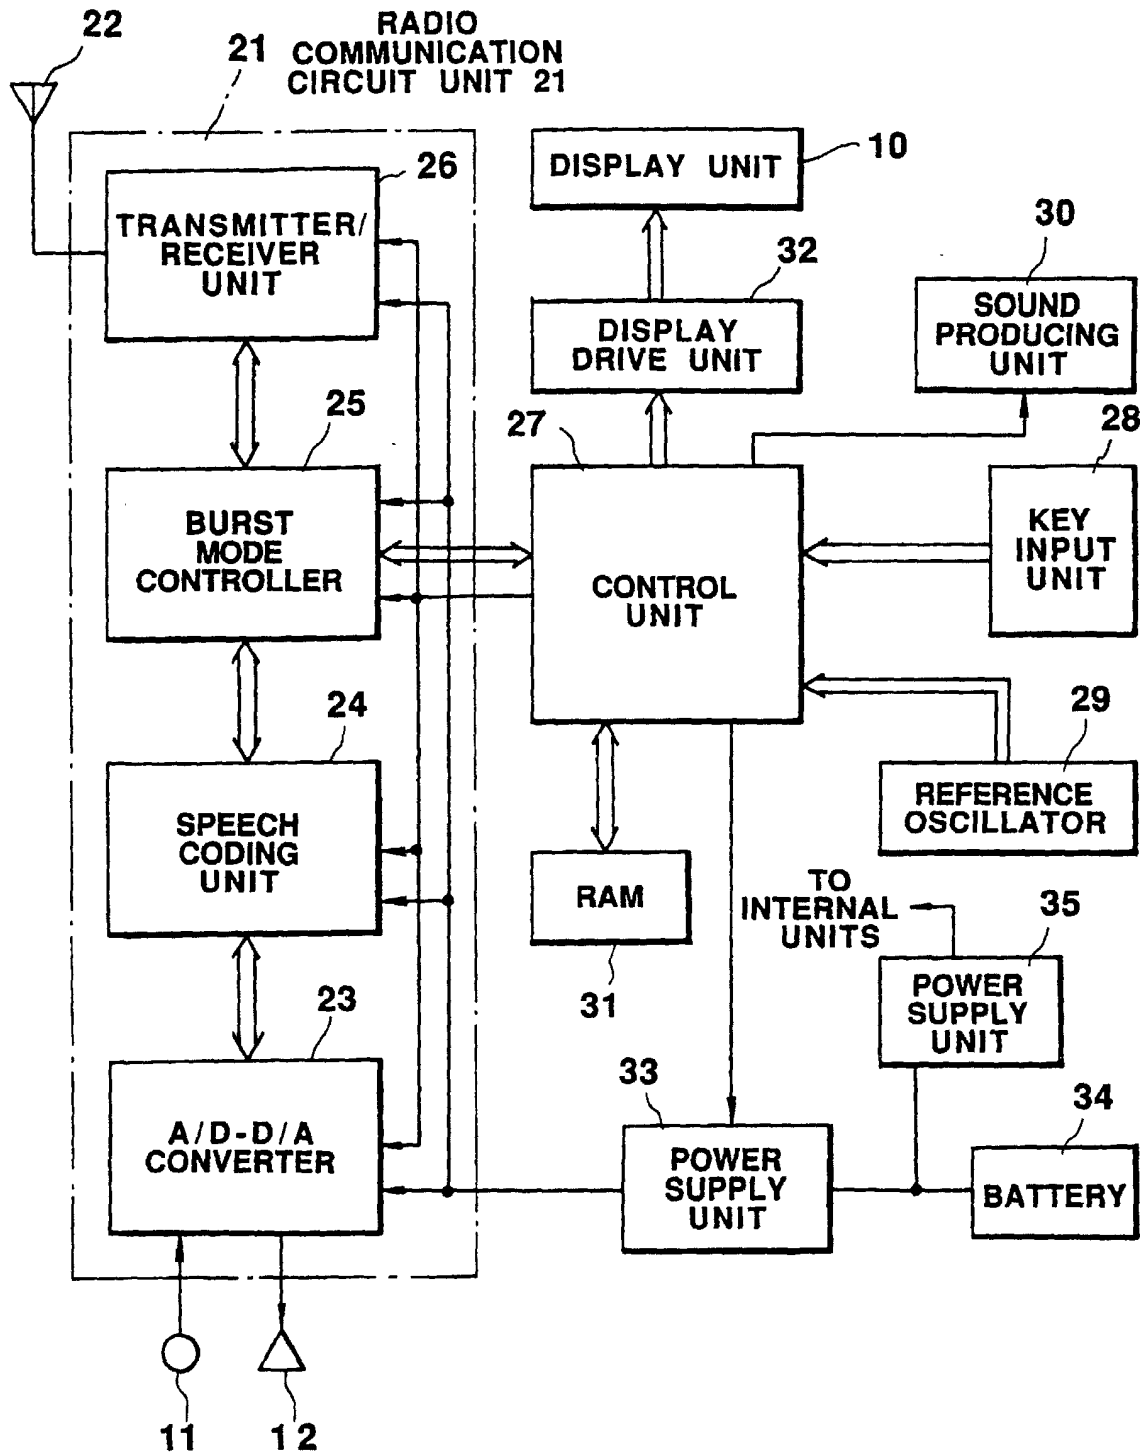 22
21
RADIO
COMMUNICATION
CIRCUIT UNIT 21
26
TRANSMITTER/
RECEIVER
UNIT
DISPLAY UNIT
10
32
DISPLAY
DRIVE UNIT
30
SOUND
PRODUCING
UNIT
25
BURST
MODE
CONTROLLER
27
CONTROL
UNIT
28
KEY
INPUT
UNIT
24
SPEECH
CODING
UNIT
29
REFERENCE
OSCILLATOR
RAM
31
TO
INTERNAL
UNITS
35
POWER
SUPPLY
UNIT
23
A/D-D/A
CONVERTER
33
POWER
SUPPLY
UNIT
34
BATTERY
11
12